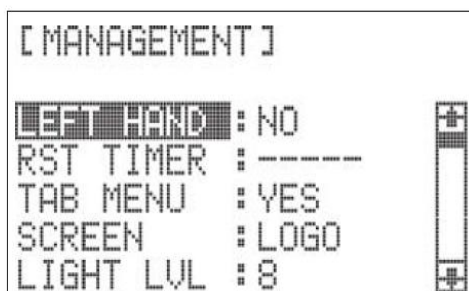 [MANAGEMENT]
LEFT HAND : NO
RST TIMER : -----
TAB MENU : YES
SCREEN : LOGO
LIGHT LVL : 8